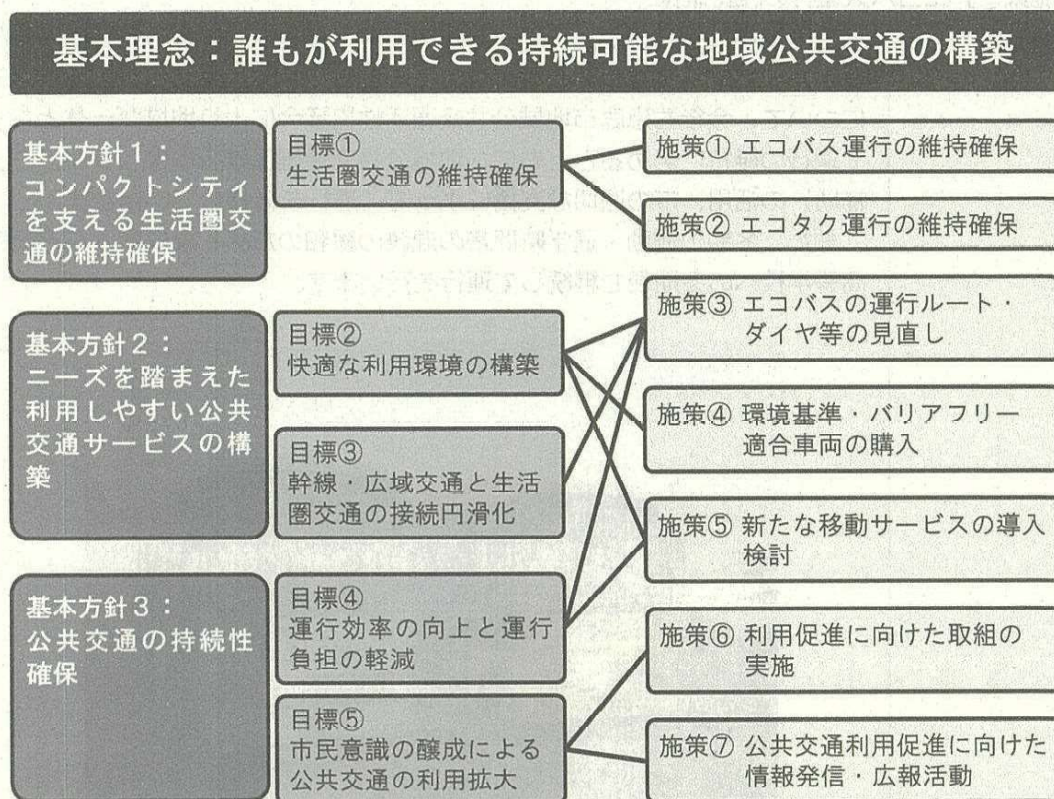 基本理念：誰もが利用できる持続可能な地域公共交通の構築
基本方針１：
コンパクトシティ
を支える生活圏交
通の維持確保
目標①
生活圏交通の維持確保
施策① エコバス運行の維持確保
施策② エコタク運行の維持確保
基本方針２：
ニーズを踏まえた
利用しやすい公共
交通サービスの構
築
目標②
快適な利用環境の構築
目標③
幹線・広域交通と生活
圏交通の接続円滑化
施策③ エコバスの運行ルート・
ダイヤ等の見直し
施策④ 環境基準・バリアフリー
適合車両の購入
施策⑤ 新たな移動サービスの導入
検討
基本方針３：
公共交通の持続性
確保
目標④
運行効率の向上と運行
負担の軽減
目標⑤
市民意識の醸成による
公共交通の利用拡大
施策⑥ 利用促進に向けた取組の
実施
施策⑦ 公共交通利用促進に向けた
情報発信・広報活動